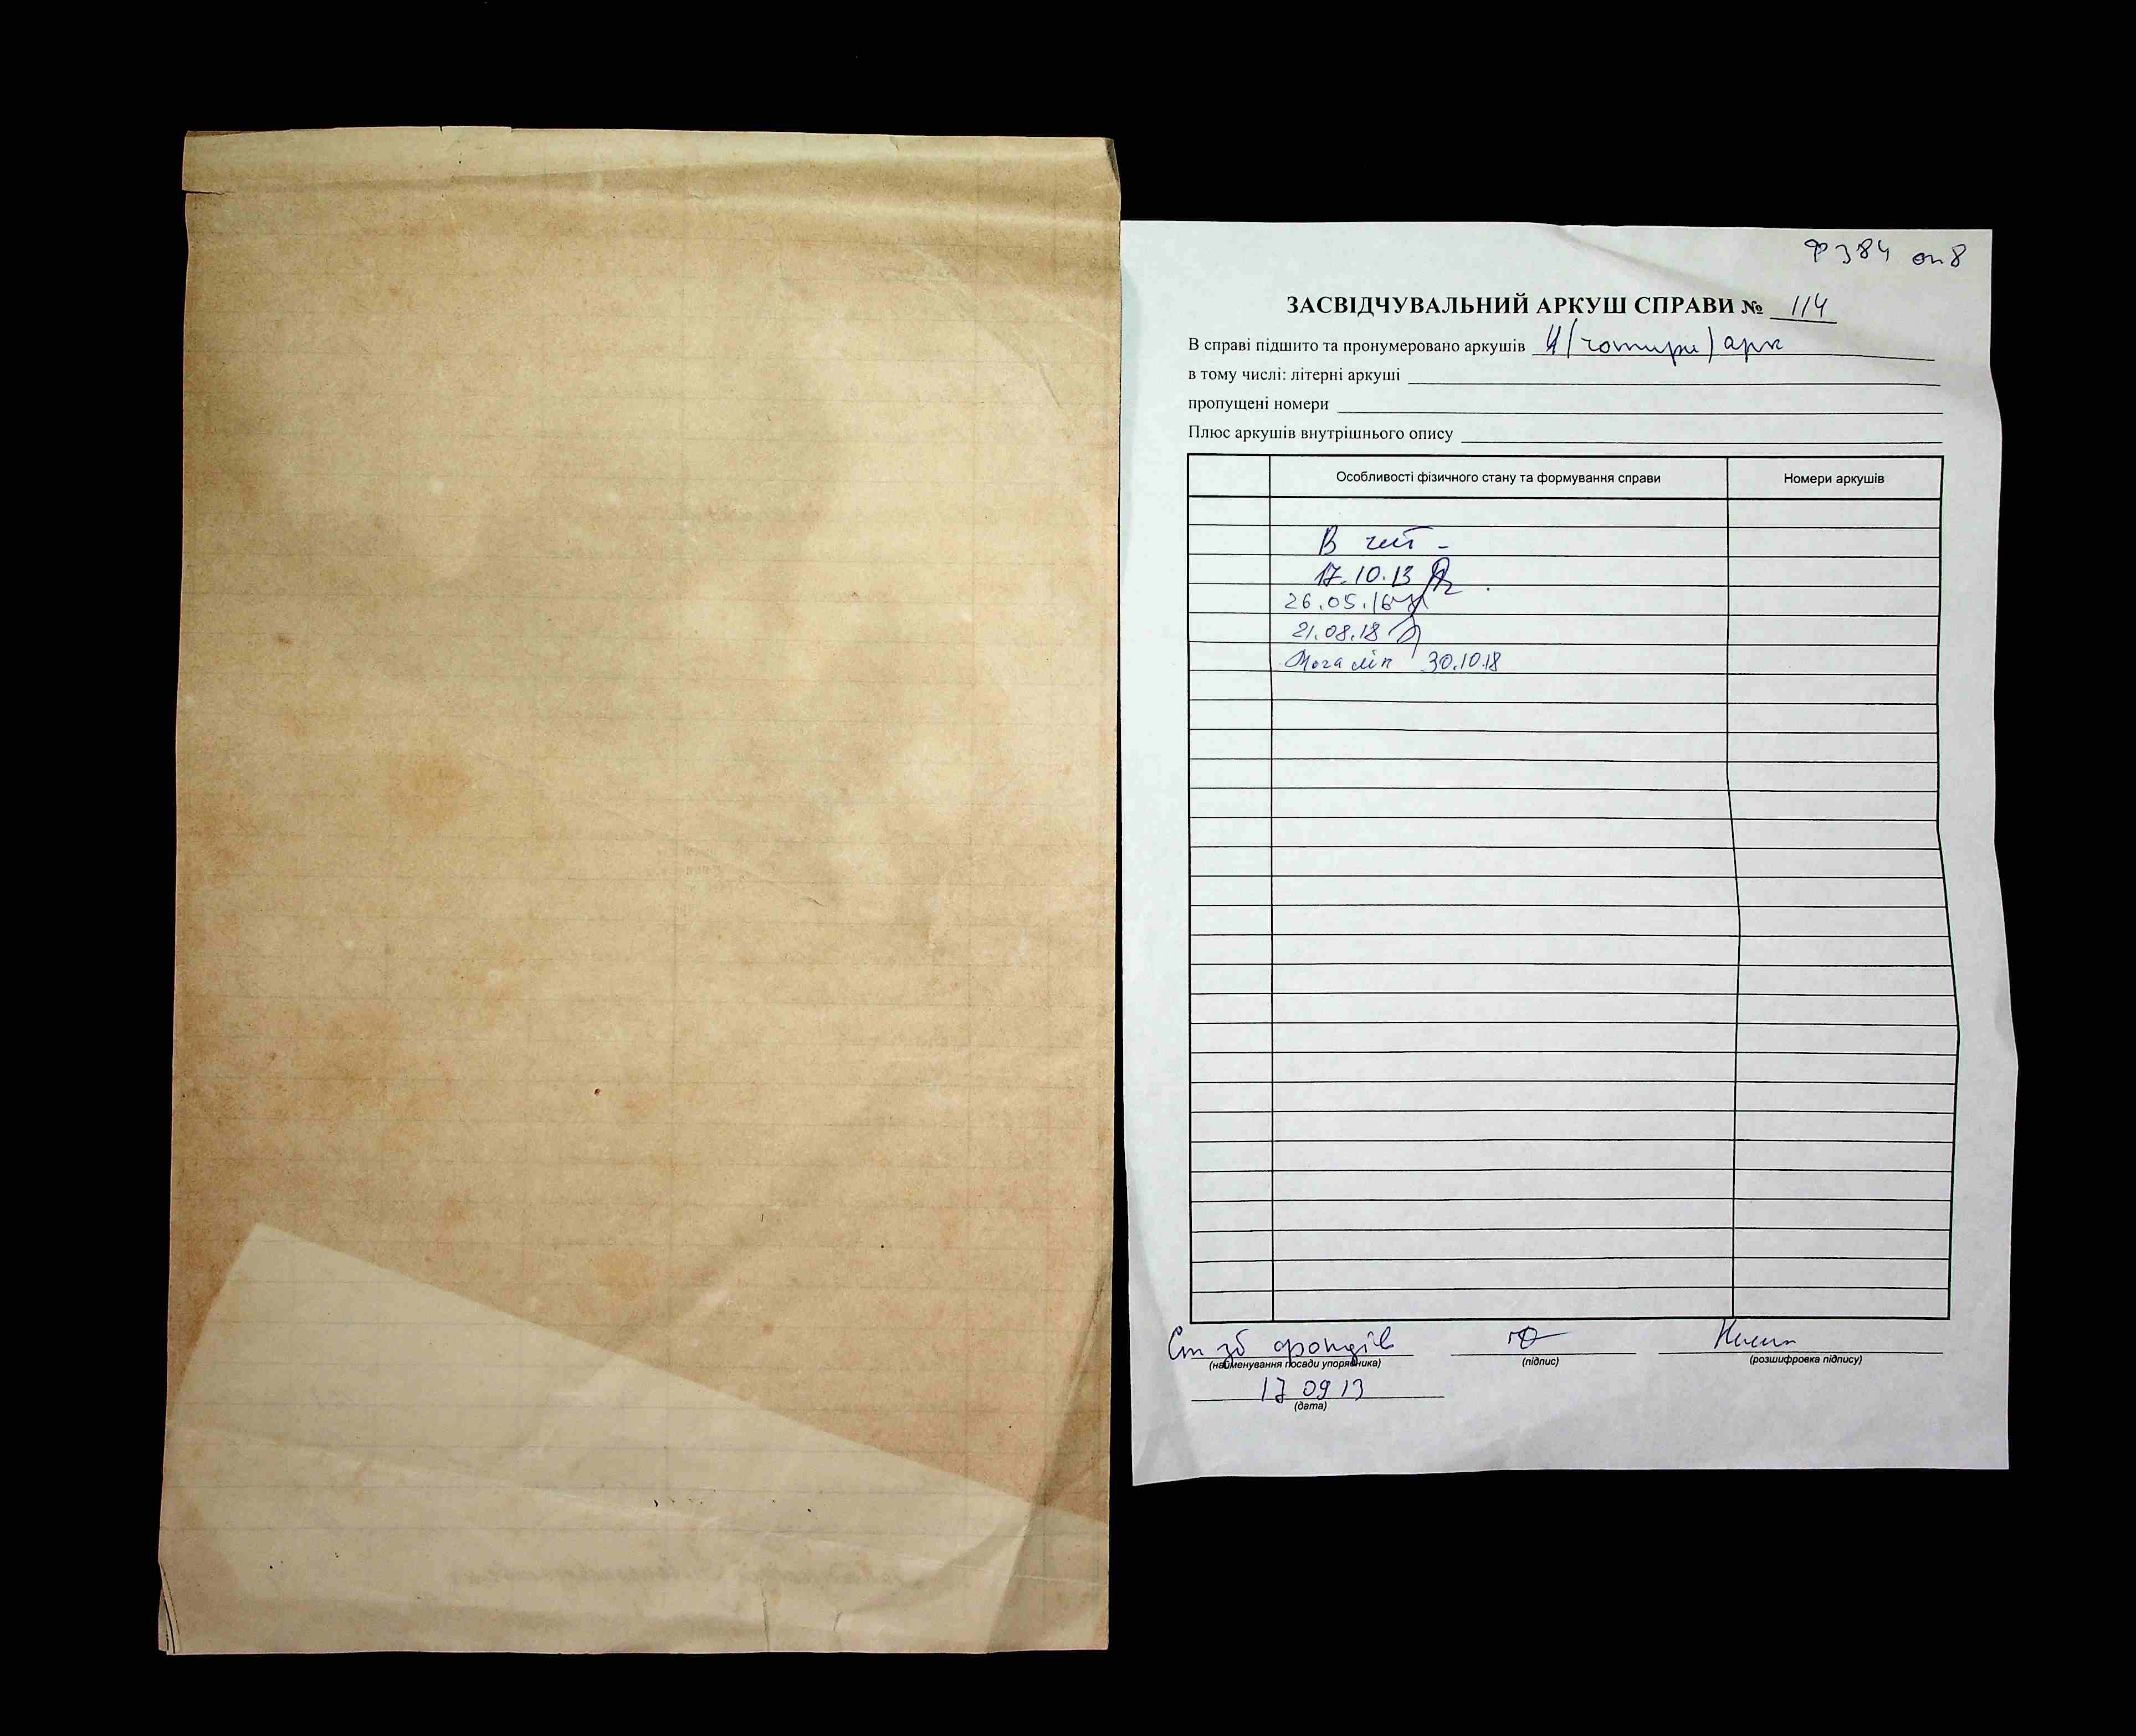 Ф 384 оп 8
ЗАСВІДЧУВАЛЬНИЙ АРКУШ СПРАВИ № 114
В справі підшито та пронумеровано аркушів 4 (чотири) арк
в тому числі: літерні аркуші
пропущені номери
Плюс аркушів внутрішнього опису
Особливості фізичного стану та формування справи Номери аркушів
В чит -
17.10.13
26.05.16
21.08.18
30.10.18
Ст зб фондів
(найменування посади упорядника) (підпис) (розшифровка підпису)
17 09 13
(дата)